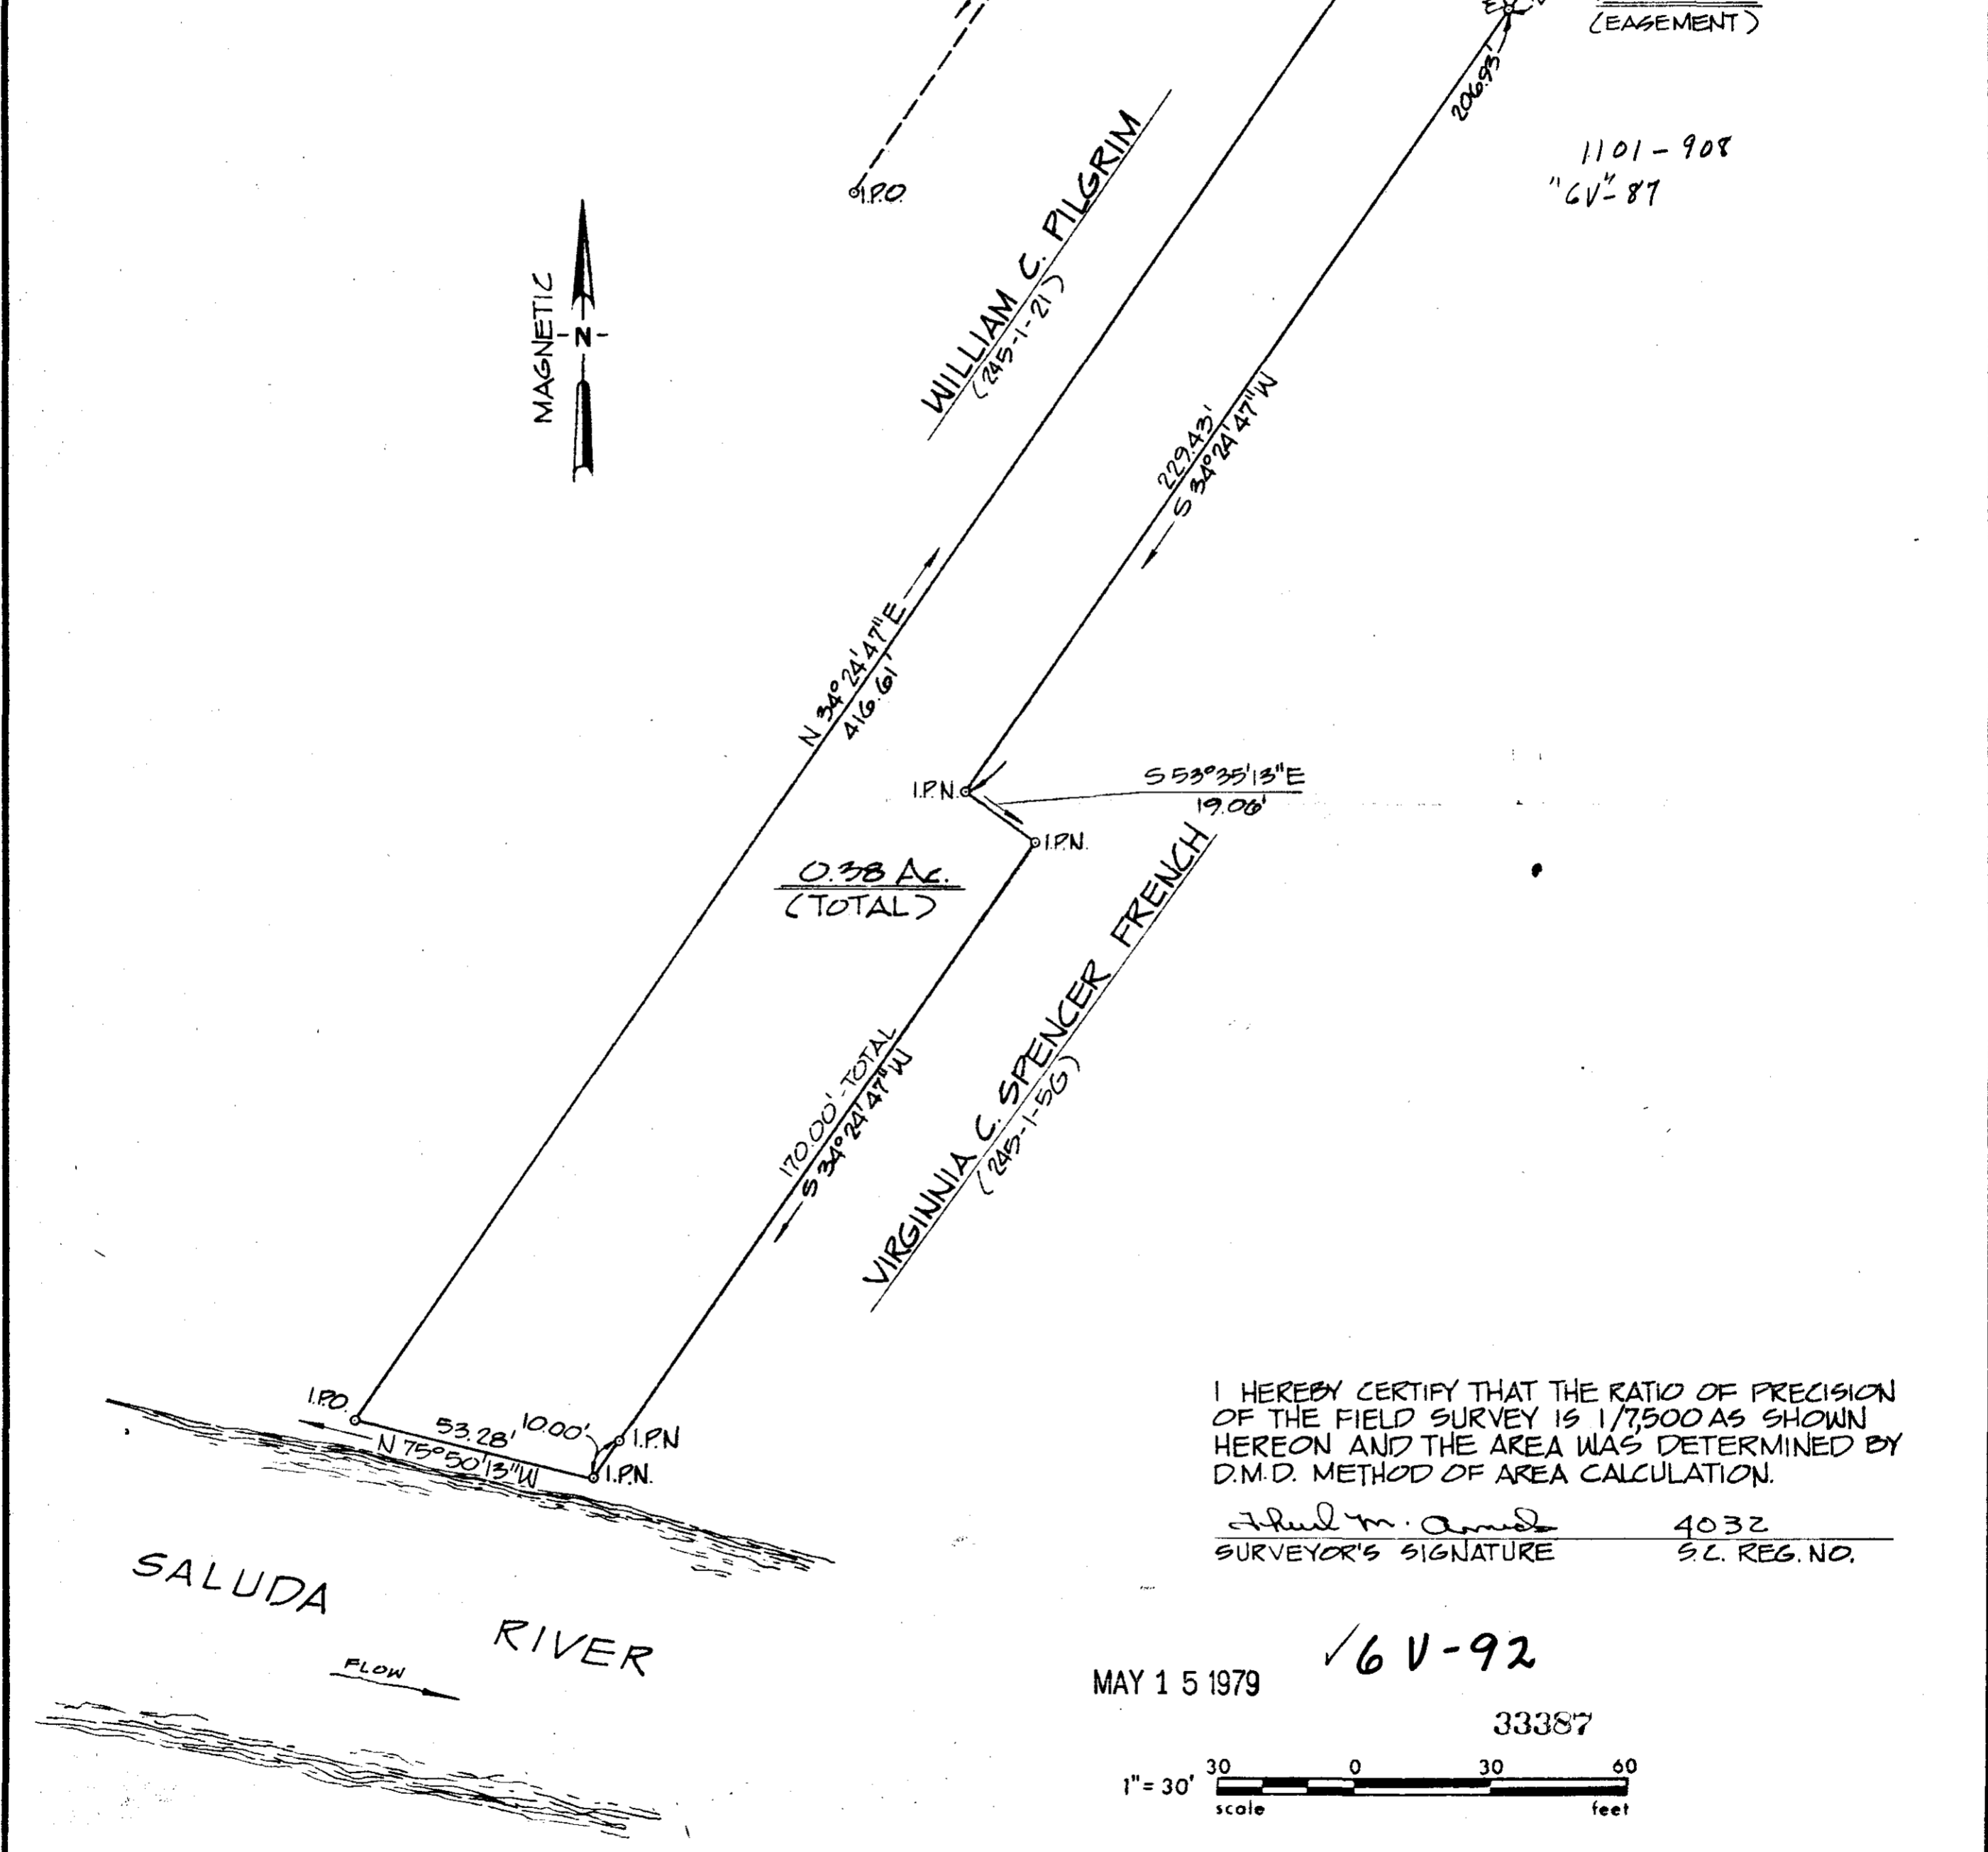 (EASEMENT)
206.93'
1101-908
"6V"-87
I.P.O.
WILLIAM C. PILGRIM
(245-1-21)
MAGNETIC
N
229.43'
S 34°24'47"W
N 34°24'47"E
416.61'
I.P.N.
S 53°35'13"E
19.06'
I.P.N.
0.38 Ac.
(TOTAL)
VIRGINNIA C. SPENCER FRENCH
(245-1-56)
170.00'-TOTAL
S 34°24'47"W
I.P.O.
53.28'
10.00'
I.P.N
N 75°50'13"W
I.P.N.
I HEREBY CERTIFY THAT THE RATIO OF PRECISION
OF THE FIELD SURVEY IS 1/7,500 AS SHOWN
HEREON AND THE AREA WAS DETERMINED BY
D.M.D. METHOD OF AREA CALCULATION.
4032
SURVEYOR'S SIGNATURE S.C. REG. NO.
SALUDA
RIVER
FLOW
✓6V-92
MAY 15 1979
33387
1"=30'
30 0 30 60
scale feet